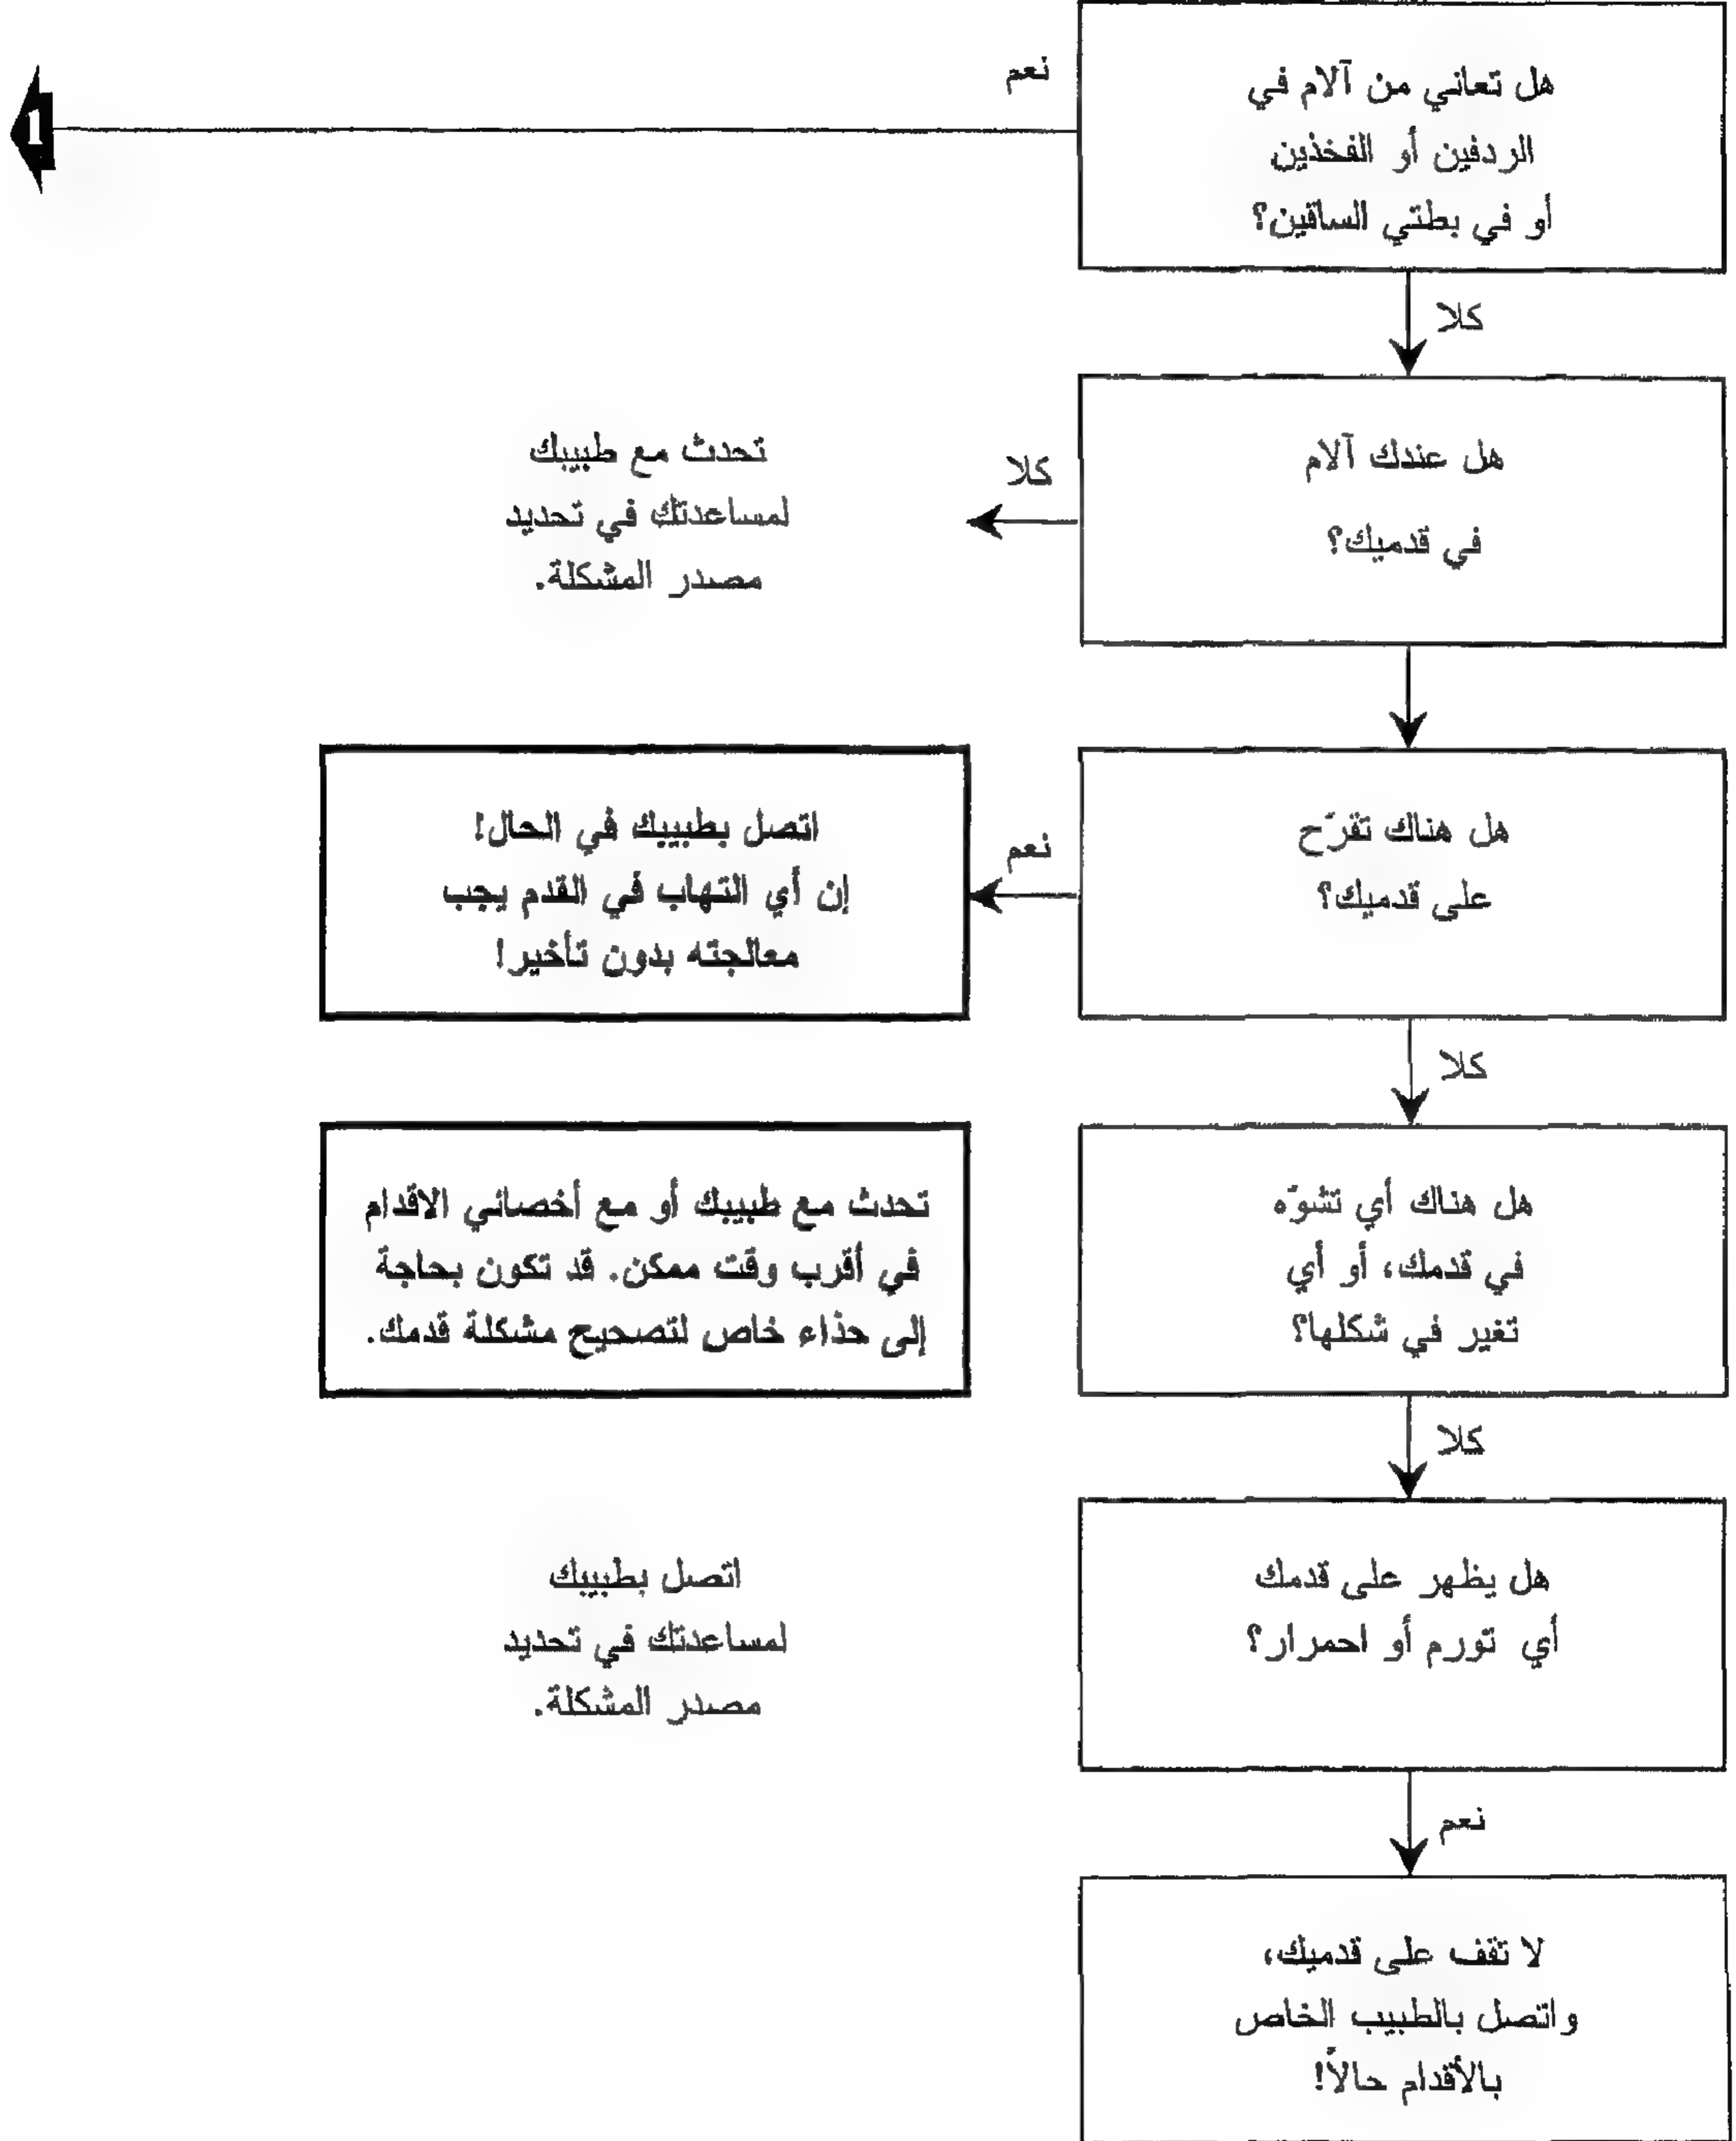 هل تعاني من آلام في
الردفين أو الفخذين
أو في بطتي الساقين؟
نعم
1
كلا
هل عندك آلام
في قدميك؟
كلا
تحدث مع طبيبك
لمساعدتك في تحديد
مصدر المشكلة.
هل هناك تقرّح
على قدميك؟
نعم
اتصل بطبيبك في الحال!
إن أي التهاب في القدم يجب
معالجته بدون تأخير!
كلا
هل هناك أي تشوّه
في قدمك، أو أي
تغير في شكلها؟
تحدث مع طبيبك أو مع أخصائي الاقدام
في أقرب وقت ممكن. قد تكون بحاجة
إلى حذاء خاص لتصحيح مشكلة قدمك.
كلا
هل يظهر على قدمك
أي تورم أو احمرار؟
اتصل بطبيبك
لمساعدتك في تحديد
مصدر المشكلة.
نعم
لا تقف على قدميك،
واتصل بالطبيب الخاص
بالأقدام حالاً!